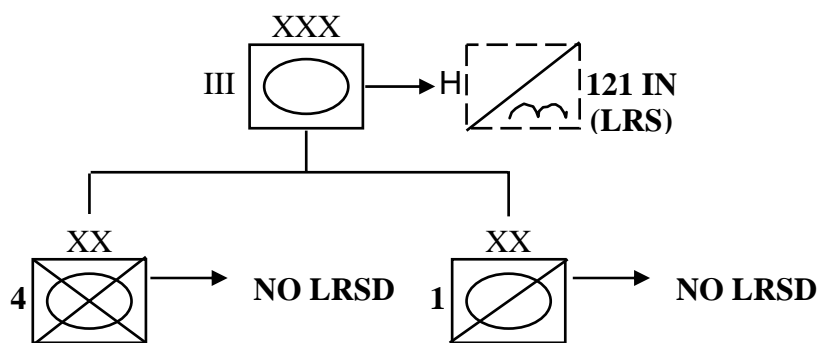 XXX
III
H
121 IN
(LRS)
XX
4
NO LRSD
XX
1
NO LRSD